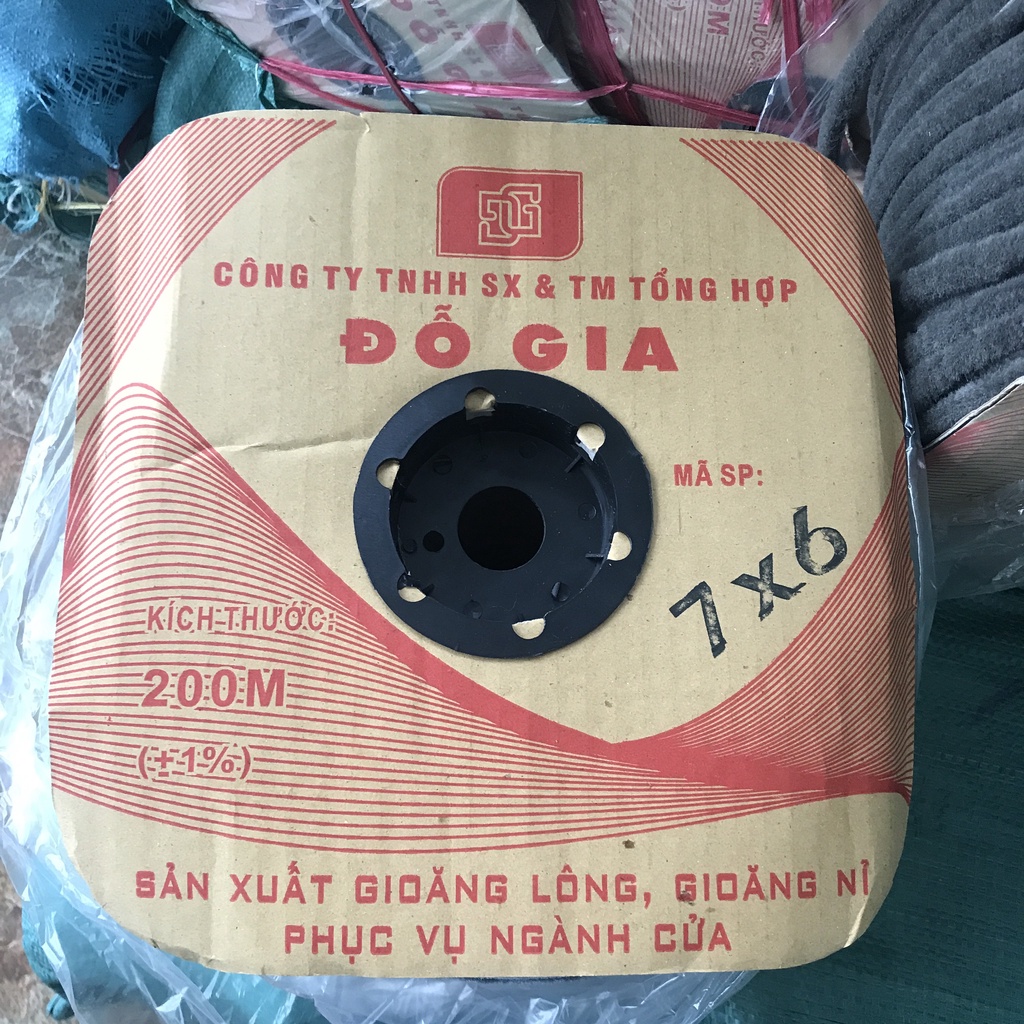 ĐG
CÔNG TY TNHH SX & TM TỔNG HỢP
ĐỖ GIA
MÃ SP:
7x6
KÍCH THƯỚC:
200M
(±1%)
SẢN XUẤT GIOĂNG LÔNG, GIOĂNG NỈ
PHỤC VỤ NGÀNH CỬA